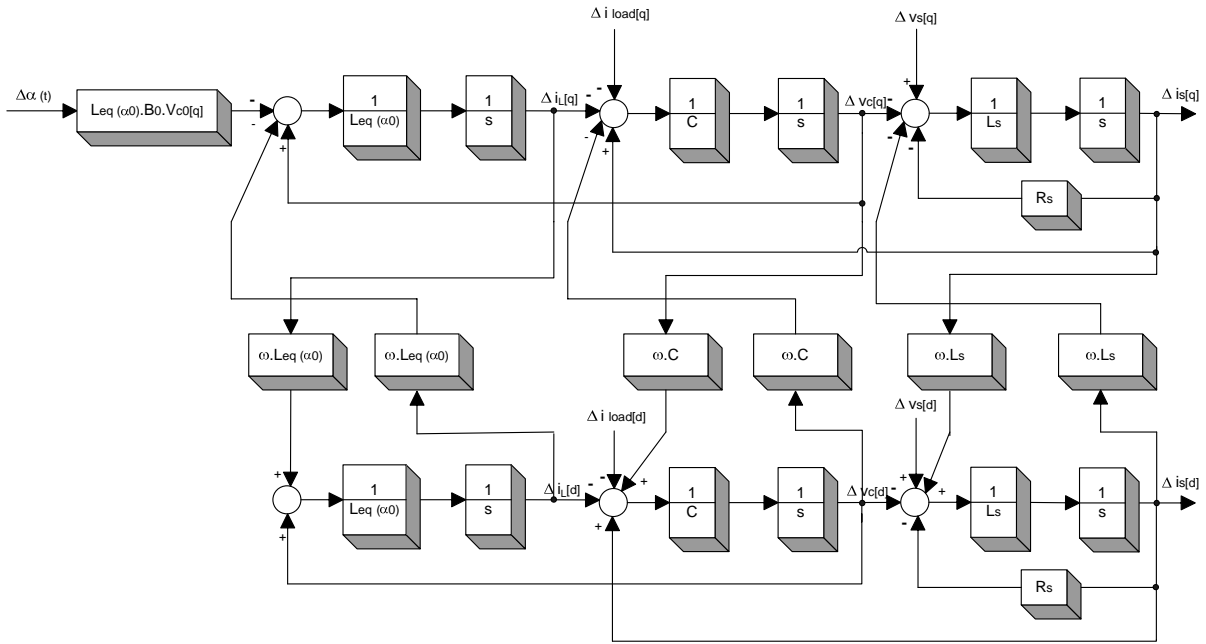 Δ i load[q]
Δ vs[q]
Δα (t)
Leq (α0).B0.Vc0[q]
-
-
+
1
Leq (α0)
1
s
Δ iL[q]
-
-
-
+
1
C
1
s
Δ vc[q]
+
-
-
-
1
Ls
1
s
Δ is[q]
Rs
ω.Leq (α0)
ω.Leq (α0)
ω.C
ω.C
ω.Ls
ω.Ls
Δ i load[d]
Δ vs[d]
+
+
1
Leq (α0)
1
s
Δ iL[d]
-
-
+
+
1
C
1
s
Δ vc[d]
-
+
+
-
1
Ls
1
s
Δ is[d]
Rs